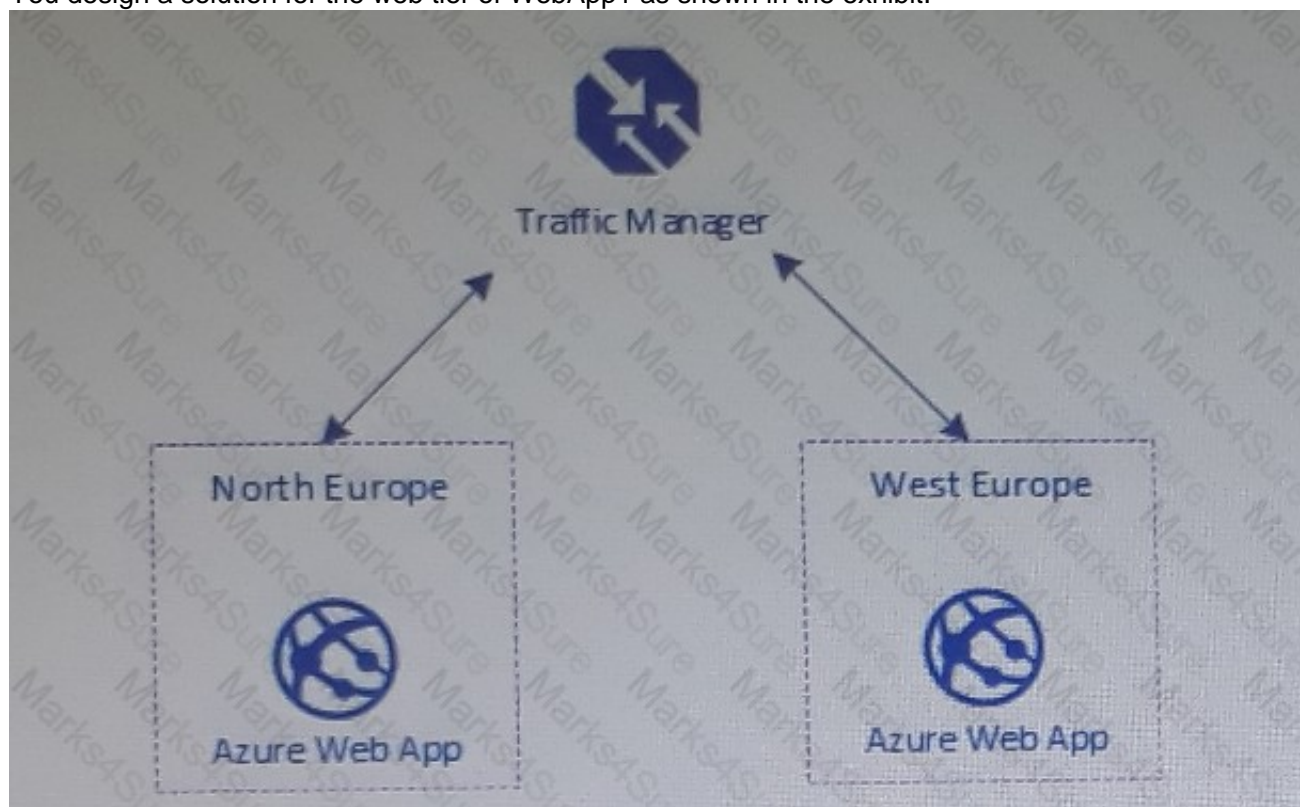 You design a solution for the web tier of WebApp1 as shown in the exhibit.
Traffic Manager
North Europe
West Europe
Azure Web App
Azure Web App
Marks4Sure